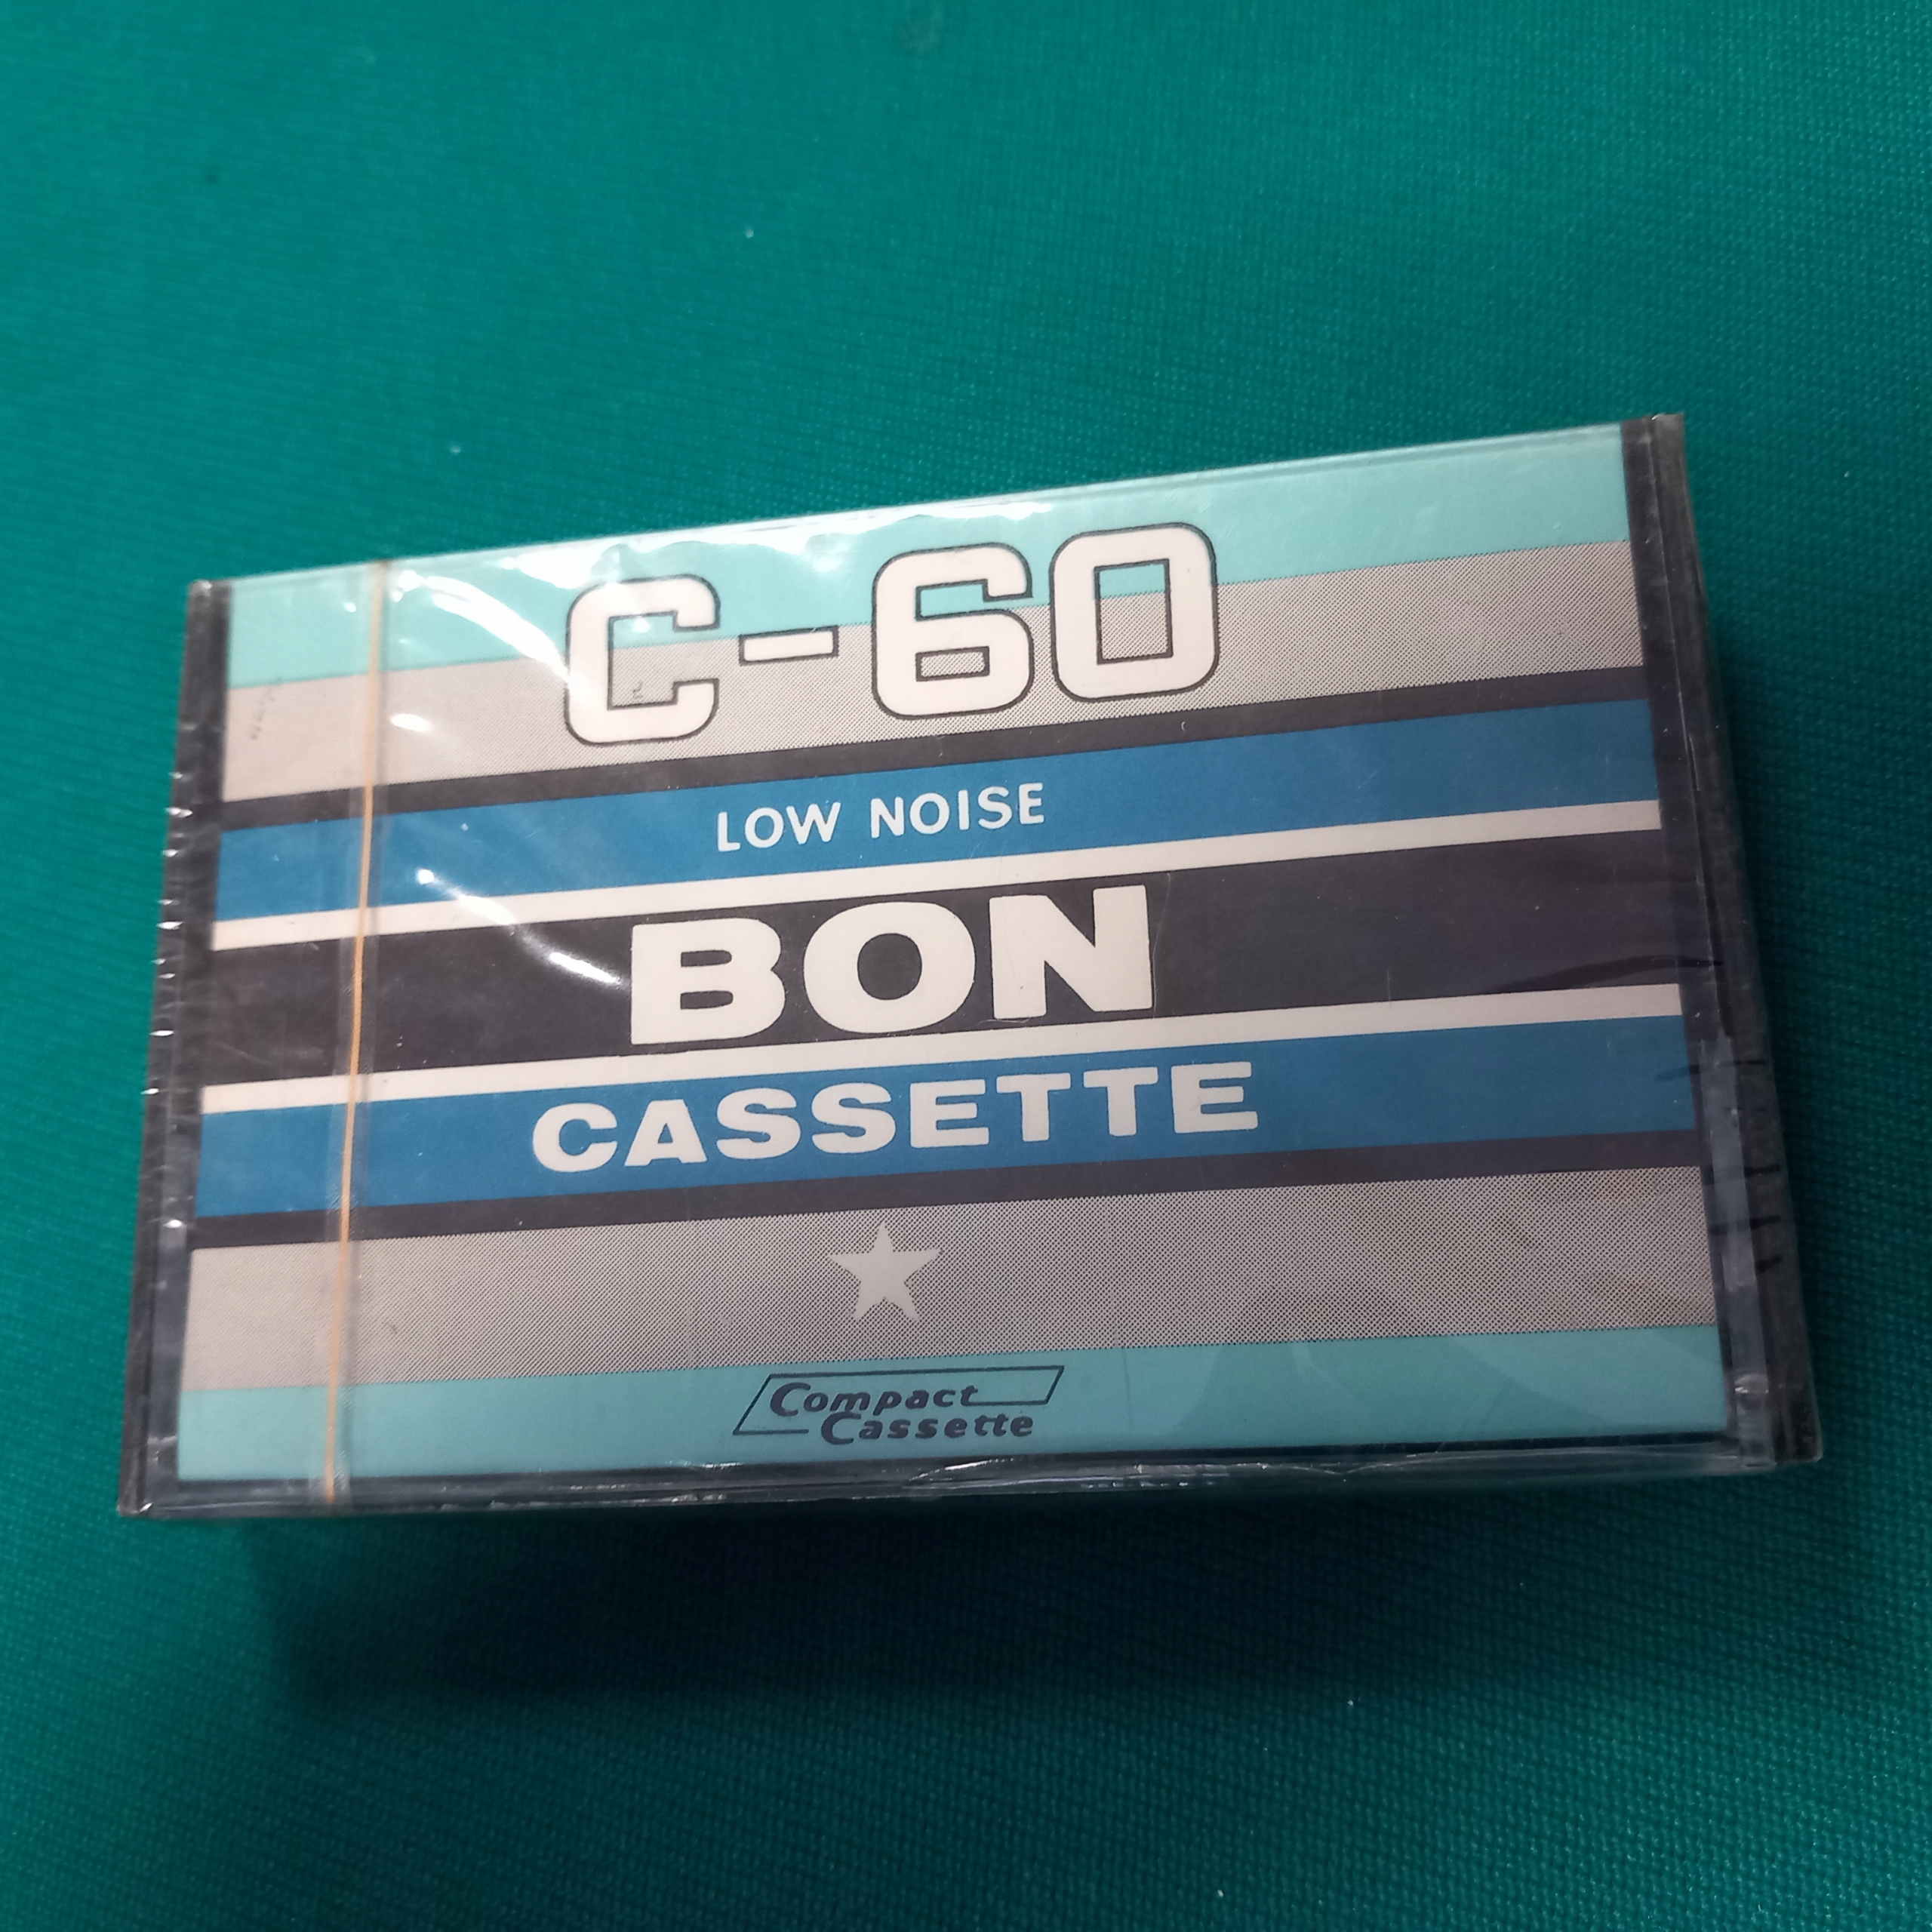 C-60
LOW NOISE
BON
CASSETTE
Compact
Cassette